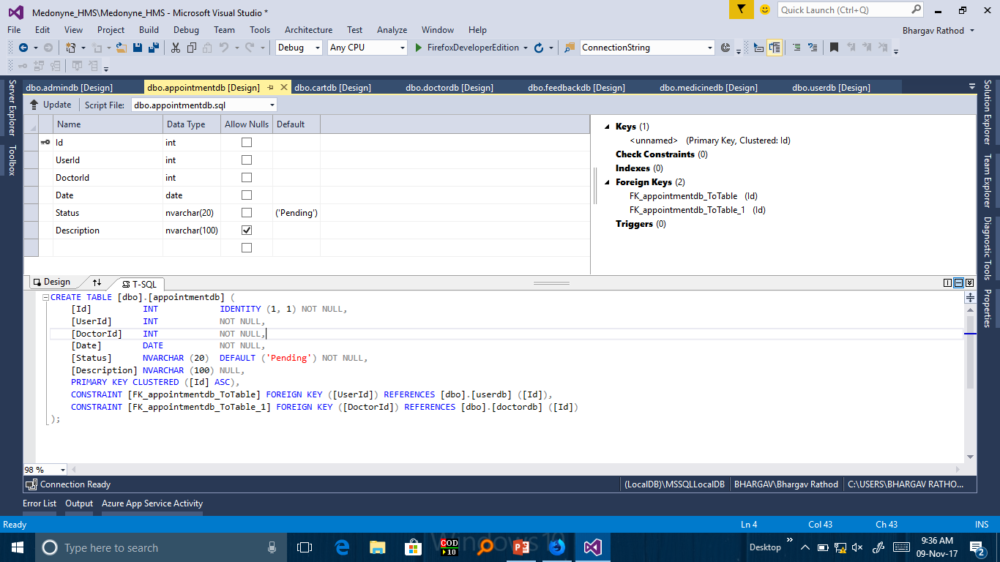 Medonyne_HMS\Medonyne_HMS - Microsoft Visual Studio *
Quick Launch (Ctrl+Q)
File Edit View Project Build Debug Team Tools Architecture Test Analyze Window Help
Bhargav Rathod
Debug Any CPU FirefoxDeveloperEdition ConnectionString
Server Explorer
Toolbox
dbo.admindb [Design] dbo.appointmentdb [Design] dbo.cartdb [Design] dbo.doctordb [Design] dbo.feedbackdb [Design] dbo.medicinedb [Design] dbo.userdb [Design]
Update Script File: dbo.appointmentdb.sql
Name Data Type Allow Nulls Default
Id int
UserId int
DoctorId int
Date date
Status nvarchar(20) ('Pending')
Description nvarchar(100)
Keys (1)
<unnamed> (Primary Key, Clustered: Id)
Check Constraints (0)
Indexes (0)
Foreign Keys (2)
FK_appointmentdb_ToTable (Id)
FK_appointmentdb_ToTable_1 (Id)
Triggers (0)
Solution Explorer
Team Explorer
Diagnostic Tools
Properties
Design T-SQL
CREATE TABLE [dbo].[appointmentdb] (
[Id] INT IDENTITY (1, 1) NOT NULL,
[UserId] INT NOT NULL,
[DoctorId] INT NOT NULL,
[Date] DATE NOT NULL,
[Status] NVARCHAR (20) DEFAULT ('Pending') NOT NULL,
[Description] NVARCHAR (100) NULL,
PRIMARY KEY CLUSTERED ([Id] ASC),
CONSTRAINT [FK_appointmentdb_ToTable] FOREIGN KEY ([UserId]) REFERENCES [dbo].[userdb] ([Id]),
CONSTRAINT [FK_appointmentdb_ToTable_1] FOREIGN KEY ([DoctorId]) REFERENCES [dbo].[doctordb] ([Id])
);
98 %
Connection Ready (LocalDB)\MSSQLLocalDB BHARGAV\Bhargav Rathod C:\USERS\BHARGAV RATHO...
Error List Output Azure App Service Activity
Ready Ln 4 Col 43 Ch 43 INS
Type here to search
COD
10
Windows 10
Desktop
9:36 AM
09-Nov-17
2